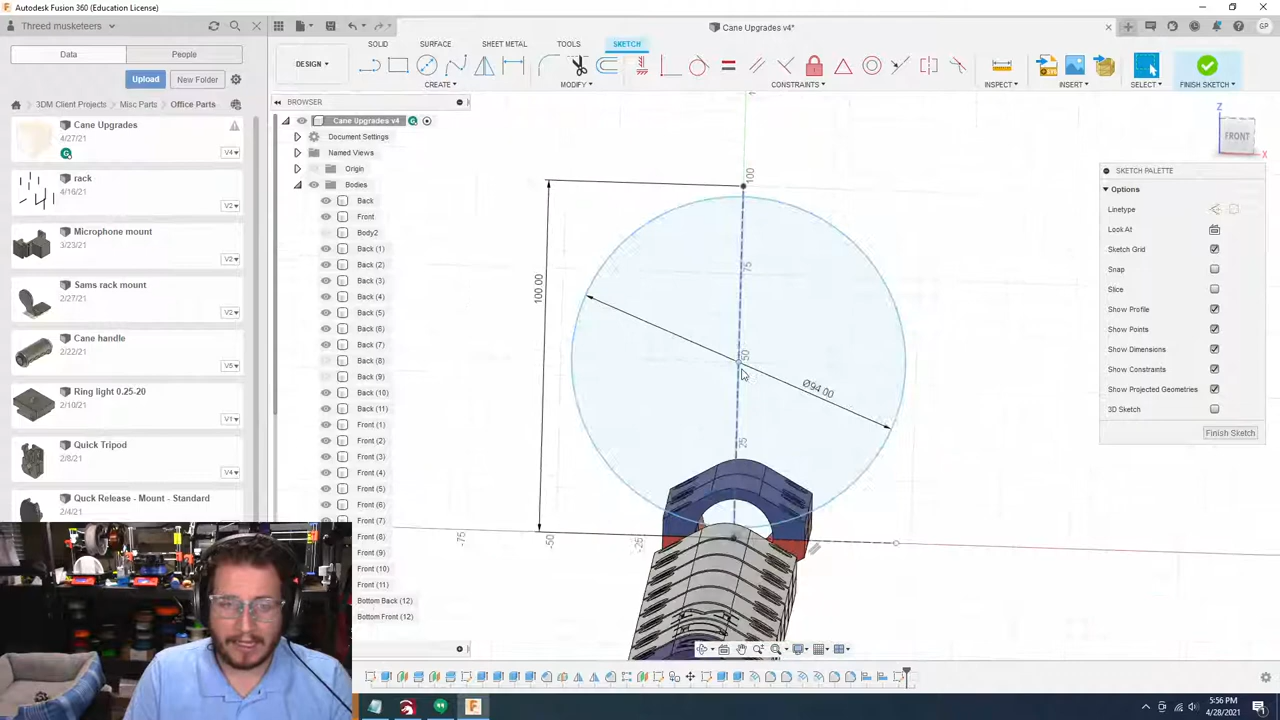 Autodesk Fusion 360 (Education License)
Threed musketeers
Cane Upgrades v4*
GP
Data
People
Upload
New Folder
3DM Client Projects
Misc Parts
Office Parts
Cane Upgrades
4/27/21
G
V4
rack
4/16/21
V2
Microphone mount
3/23/21
V2
Sams rack mount
2/27/21
V2
Cane handle
2/22/21
V5
Ring light 0.25-20
2/10/21
V1
Quick Tripod
2/8/21
V4
Quck Release - Mount - Standard
2/4/21
DESIGN
SOLID
SURFACE
SHEET METAL
TOOLS
SKETCH
CREATE
MODIFY
CONSTRAINTS
INSPECT
INSERT
SELECT
FINISH SKETCH
BROWSER
Cane Upgrades v4
Document Settings
Named Views
Origin
Bodies
Back
Front
Body2
Back (1)
Back (2)
Back (3)
Back (4)
Back (5)
Back (6)
Back (7)
Back (8)
Back (9)
Back (10)
Back (11)
Front (1)
Front (2)
Front (3)
Front (4)
Front (5)
Front (6)
Front (7)
Front (8)
Front (9)
Front (10)
Front (11)
Bottom Back (12)
Bottom Front (12)
100
75
50
25
100.00
Ø94.00
-75
-50
-25
Z
FRONT
X
SKETCH PALETTE
Options
Linetype
Look At
Sketch Grid
Snap
Slice
Show Profile
Show Points
Show Dimensions
Show Constraints
Show Projected Geometries
3D Sketch
Finish Sketch
5:56 PM
4/28/2021